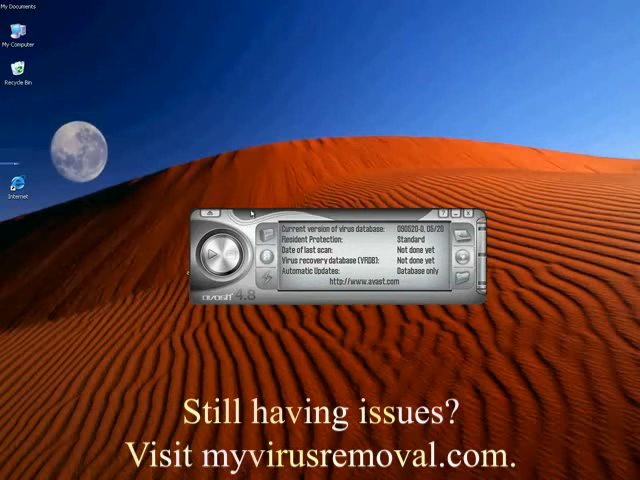 My Documents
My Computer
Recycle Bin
Internet
Current version of virus database: 090520-0, 05/20
Resident Protection: Standard
Date of last scan: Not done yet
Virus recovery database (VRDB): Not done yet
Automatic Updates: Database only
http://www.avast.com
avast! 4.8
Still having issues?
Visit myvirusremoval.com.